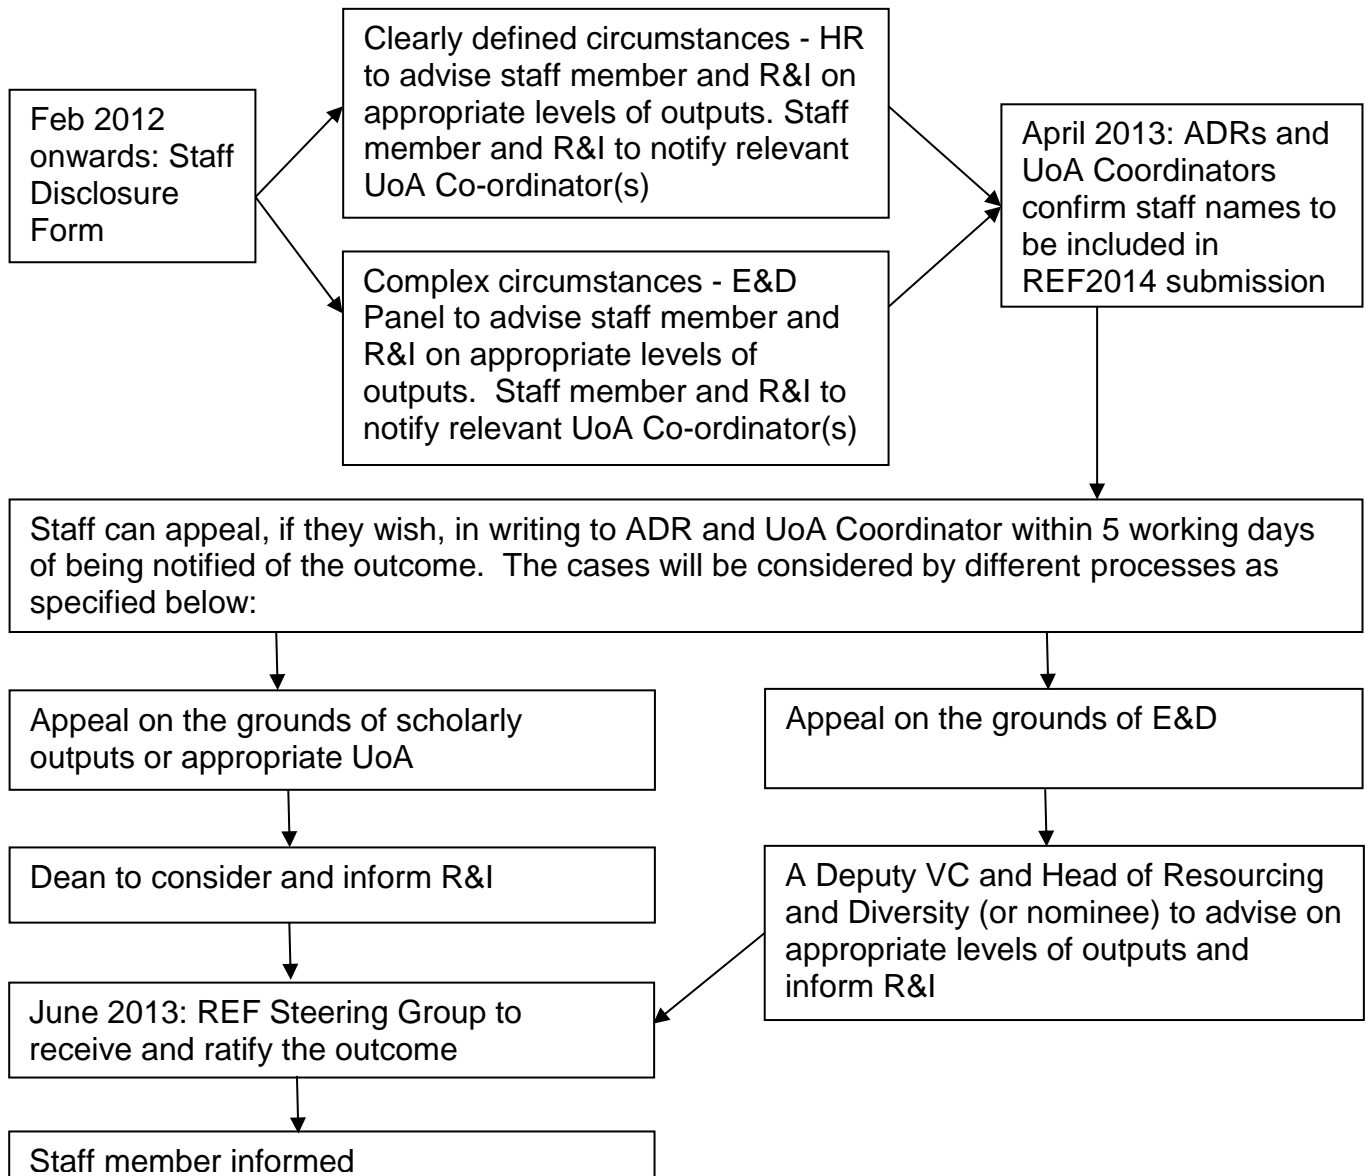 Feb 2012
onwards: Staff
Disclosure
Form
Clearly defined circumstances - HR
to advise staff member and R&I on
appropriate levels of outputs. Staff
member and R&I to notify relevant
UoA Co-ordinator(s)
Complex circumstances - E&D
Panel to advise staff member and
R&I on appropriate levels of
outputs.  Staff member and R&I to
notify relevant UoA Co-ordinator(s)
April 2013: ADRs and
UoA Coordinators
confirm staff names to
be included in
REF2014 submission
Staff can appeal, if they wish, in writing to ADR and UoA Coordinator within 5 working days
of being notified of the outcome.  The cases will be considered by different processes as
specified below:
Appeal on the grounds of scholarly
outputs or appropriate UoA
Appeal on the grounds of E&D
Dean to consider and inform R&I
A Deputy VC and Head of Resourcing
and Diversity (or nominee) to advise on
appropriate levels of outputs and
inform R&I
June 2013: REF Steering Group to
receive and ratify the outcome
Staff member informed